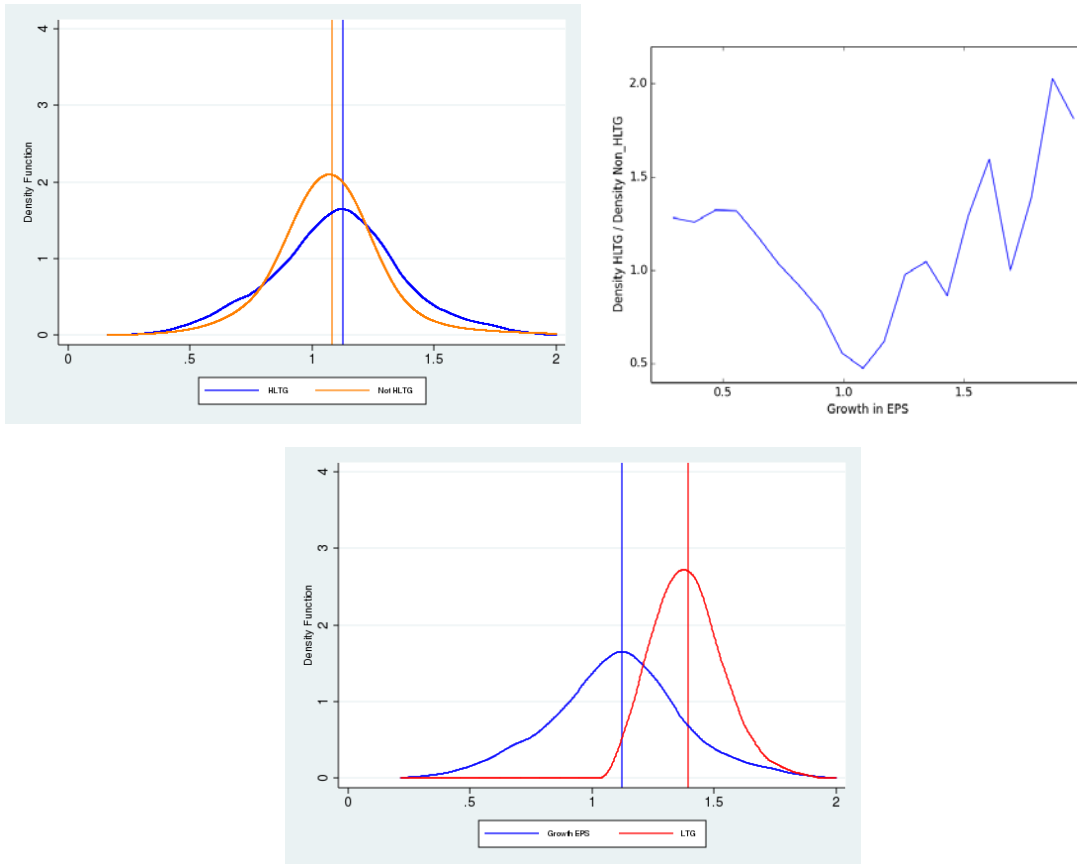 Density Function
4
3
2
1
0
0 .5 1 1.5 2
HLTG Not HLTG
Density HLTG / Density Non_HLTG
2.0
1.5
1.0
0.5
0.5 1.0 1.5
Growth in EPS
Density Function
4
3
2
1
0
0 .5 1 1.5 2
Growth EPS LTG